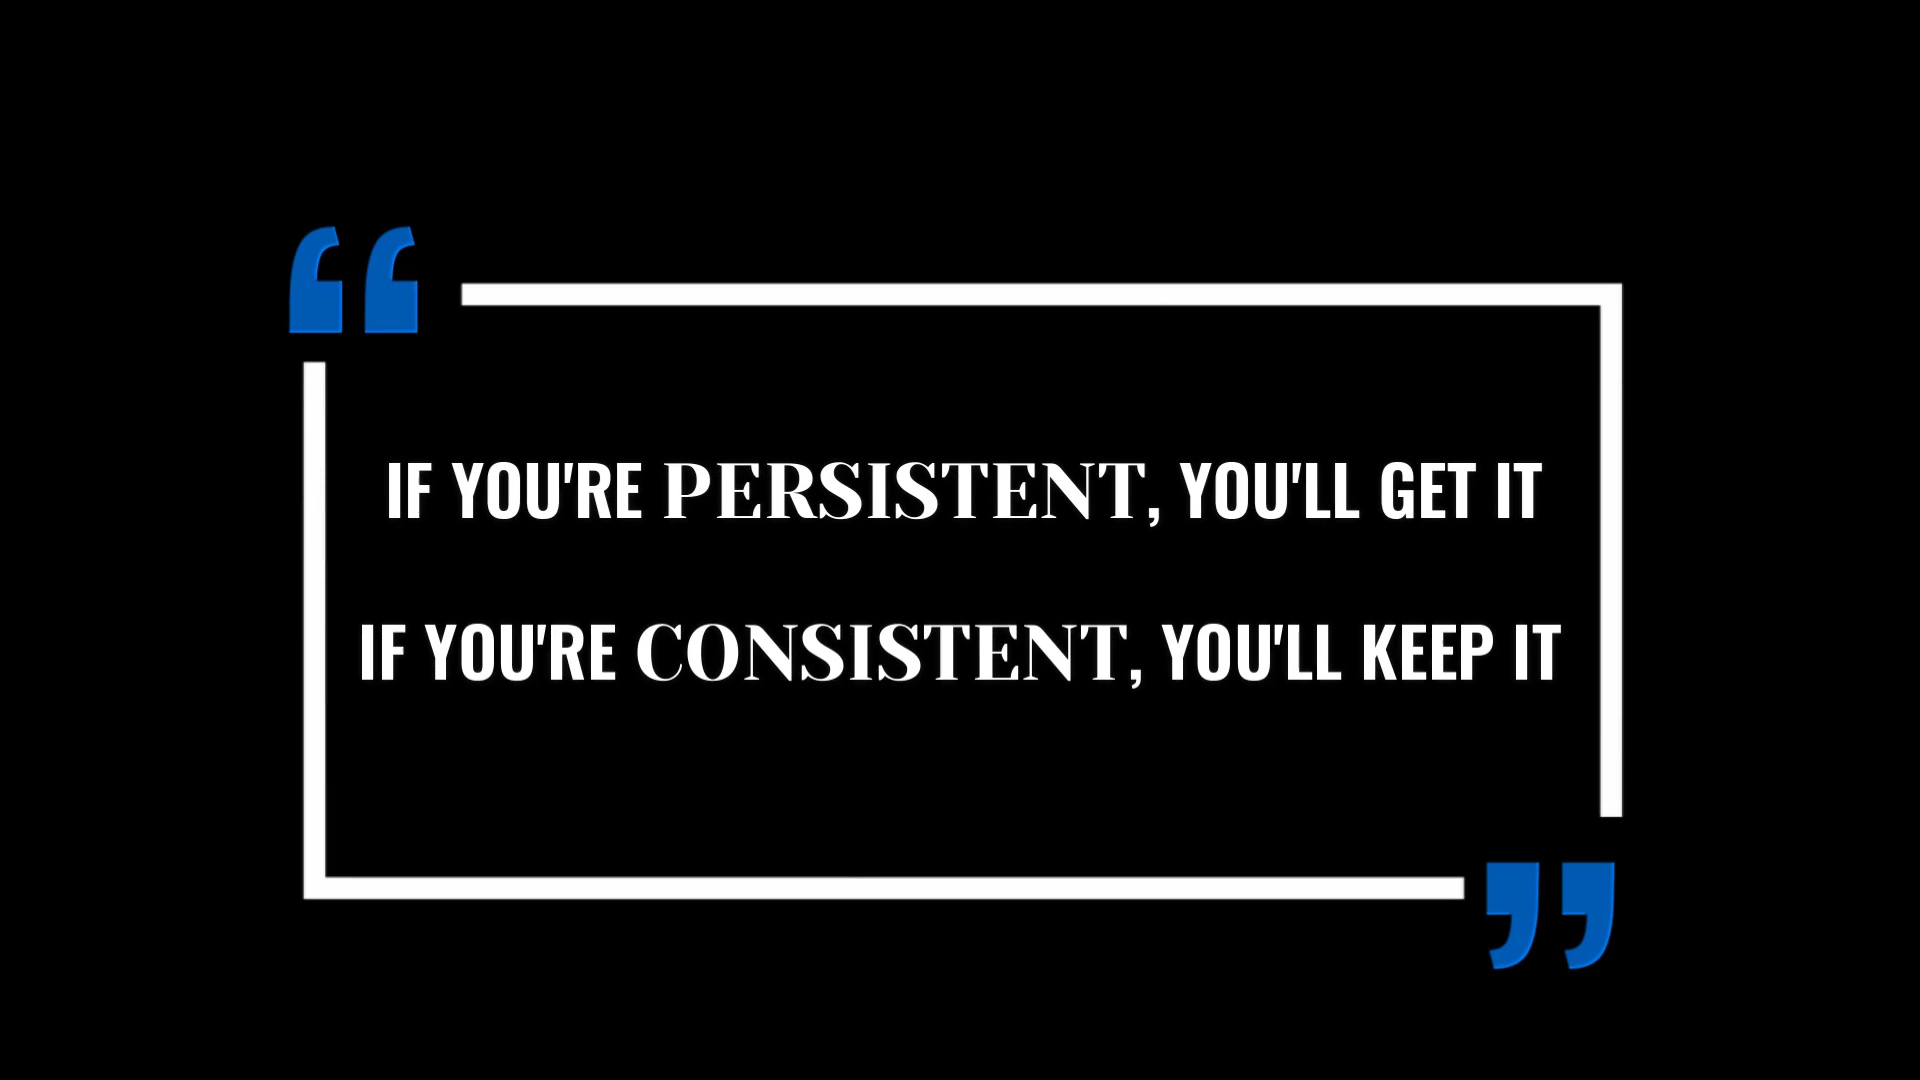 “
IF YOU'RE PERSISTENT, YOU'LL GET IT
IF YOU'RE CONSISTENT, YOU'LL KEEP IT
”